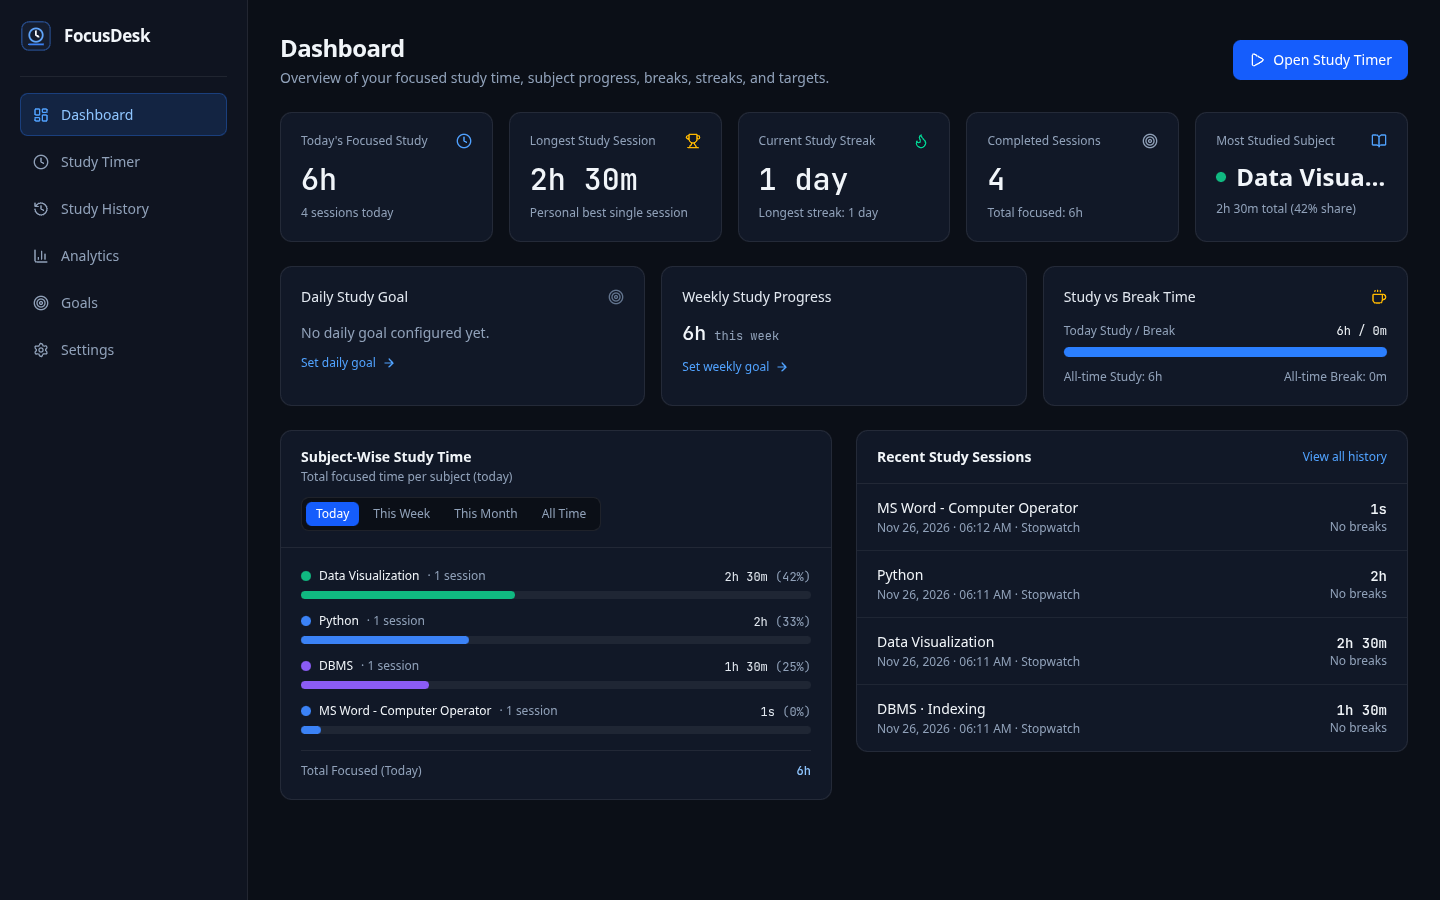 FocusDesk
Dashboard
Study Timer
Study History
Analytics
Goals
Settings
Dashboard
Overview of your focused study time, subject progress, breaks, streaks, and targets.
Open Study Timer
Today's Focused Study
6h
4 sessions today
Longest Study Session
2h 30m
Personal best single session
Current Study Streak
1 day
Longest streak: 1 day
Completed Sessions
4
Total focused: 6h
Most Studied Subject
Data Visua...
2h 30m total (42% share)
Daily Study Goal
No daily goal configured yet.
Set daily goal →
Weekly Study Progress
6h this week
Set weekly goal →
Study vs Break Time
Today Study / Break 6h / 0m
All-time Study: 6h All-time Break: 0m
Subject-Wise Study Time
Total focused time per subject (today)
Today This Week This Month All Time
Data Visualization · 1 session 2h 30m (42%)
Python · 1 session 2h (33%)
DBMS · 1 session 1h 30m (25%)
MS Word - Computer Operator · 1 session 1s (0%)
Total Focused (Today) 6h
Recent Study Sessions View all history
MS Word - Computer Operator 1s
Nov 26, 2026 · 06:12 AM · Stopwatch No breaks
Python 2h
Nov 26, 2026 · 06:11 AM · Stopwatch No breaks
Data Visualization 2h 30m
Nov 26, 2026 · 06:11 AM · Stopwatch No breaks
DBMS · Indexing 1h 30m
Nov 26, 2026 · 06:11 AM · Stopwatch No breaks